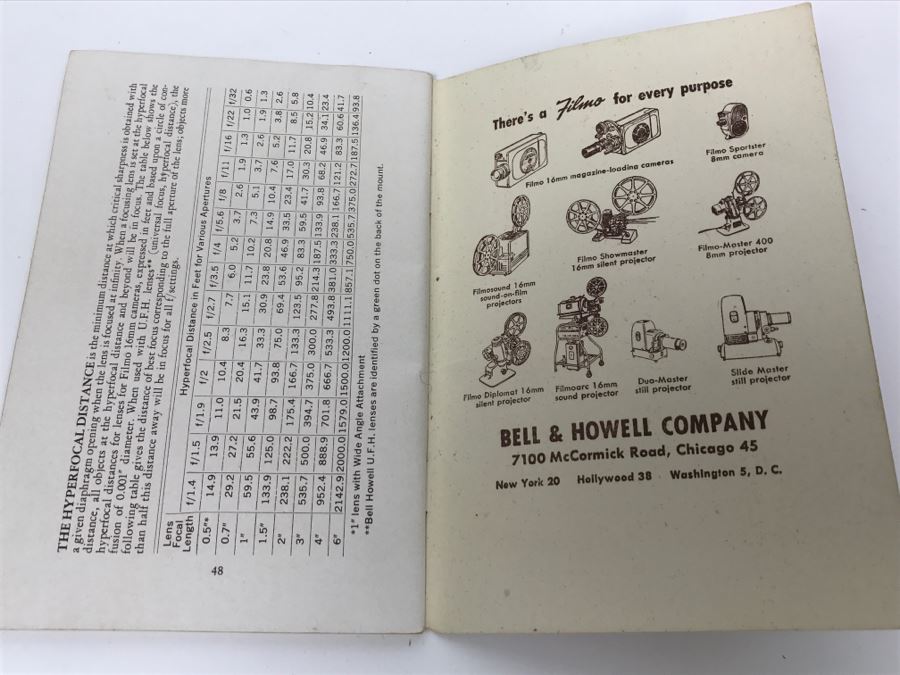 THE HYPERFOCAL DISTANCE is the minimum distance at which critical sharpness is obtained with
a given diaphragm opening when the lens is focused at infinity. When a focusing lens is set at the hyperfocal
distance, all objects at the hyperfocal distance and beyond will be in focus. The table below shows the
hyperfocal distances for lenses for Filmo 16mm cameras, expressed in feet and based upon a circle of con-
fusion of 0.001" diameter. When used with U.F.H. lenses** (universal focus, hyperfocal distance), the
following table gives the distance of best focus corresponding to the full aperture of the lens; objects more
than half this distance away will be in focus for all f/settings.
Lens
Focal
Length
Hyperfocal Distance in Feet for Various Apertures
f/1.4 f/1.5 f/1.9 f/2 f/2.5 f/2.7 f/3.5 f/4 f/5.6 f/8 f/11 f/16 f/22 f/32
0.5"* 14.9 13.9 11.0 10.4 8.3 7.7 6.0 5.2 3.7 2.6 1.9 1.3 1.0 0.6
0.7" 29.2 27.2 21.5 20.4 16.3 15.1 11.7 10.2 7.3 5.1 3.7 2.6 1.9 1.3
1" 59.5 55.6 43.9 41.7 33.3 30.9 23.8 20.8 14.9 10.4 7.6 5.2 3.8 2.6
1.5" 133.9 125.0 98.7 93.8 75.0 69.4 53.6 46.9 33.5 23.4 17.0 11.7 8.5 5.8
2" 238.1 222.2 175.4 166.7 133.3 123.5 95.2 83.3 59.5 41.7 30.3 20.8 15.2 10.4
3" 535.7 500.0 394.7 375.0 300.0 277.8 214.3 187.5 133.9 93.8 68.2 46.9 34.1 23.4
4" 952.4 888.9 701.8 666.7 533.3 493.8 381.0 333.3 238.1 166.7 121.2 83.3 60.6 41.7
6" 2142.9 2000.0 1579.0 1500.0 1200.0 1111.1 857.1 750.0 535.7 375.0 272.7 187.5 136.4 93.8
*1" lens with Wide Angle Attachment
**Bell Howell U.F.H. lenses are identified by a green dot on the back of the mount.
48
There's a Filmo for every purpose
Filmo 16mm magazine-loading cameras
Filmo Sportster
8mm camera
Filmosound 16mm
sound-on-film
projectors
Filmo Showmaster
16mm silent projector
Filmo-Master 400
8mm projector
Filmo Diplomat 16mm
silent projector
Filmoarc 16mm
sound projector
Duo-Master
still projector
Slide Master
still projector
BELL & HOWELL COMPANY
7100 McCormick Road, Chicago 45
New York 20 Hollywood 38 Washington 5, D. C.